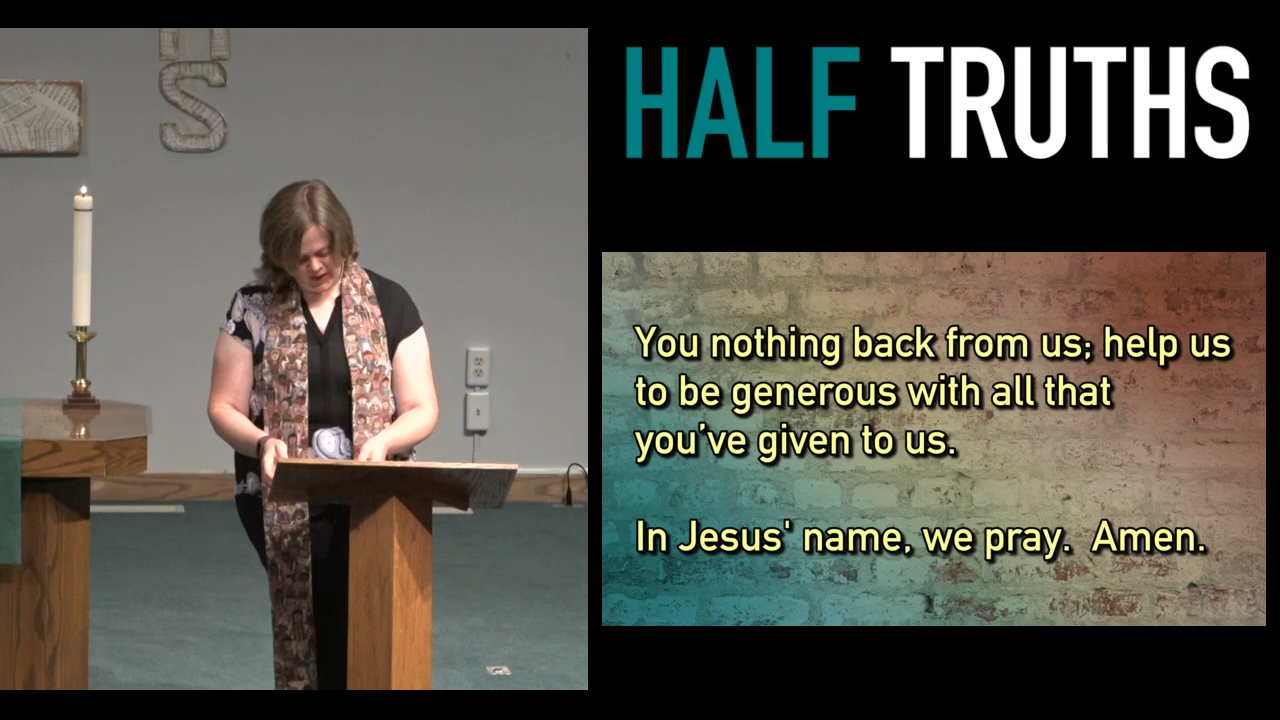 S
HALF TRUTHS
You nothing back from us; help us
to be generous with all that
you've given to us.
In Jesus' name, we pray.  Amen.